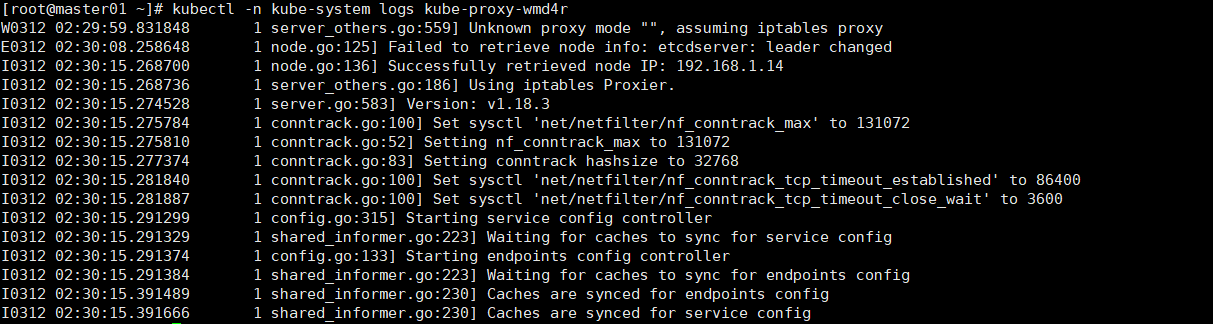 [root@master01 ~]# kubectl -n kube-system logs kube-proxy-wmd4r
W0312 02:29:59.831848       1 server_others.go:559] Unknown proxy mode "", assuming iptables proxy
E0312 02:30:08.258648       1 node.go:125] Failed to retrieve node info: etcdserver: leader changed
I0312 02:30:15.268700       1 node.go:136] Successfully retrieved node IP: 192.168.1.14
I0312 02:30:15.268736       1 server_others.go:186] Using iptables Proxier.
I0312 02:30:15.274528       1 server.go:583] Version: v1.18.3
I0312 02:30:15.275784       1 conntrack.go:100] Set sysctl 'net/netfilter/nf_conntrack_max' to 131072
I0312 02:30:15.275810       1 conntrack.go:52] Setting nf_conntrack_max to 131072
I0312 02:30:15.277374       1 conntrack.go:83] Setting conntrack hashsize to 32768
I0312 02:30:15.281840       1 conntrack.go:100] Set sysctl 'net/netfilter/nf_conntrack_tcp_timeout_established' to 86400
I0312 02:30:15.281887       1 conntrack.go:100] Set sysctl 'net/netfilter/nf_conntrack_tcp_timeout_close_wait' to 3600
I0312 02:30:15.291299       1 config.go:315] Starting service config controller
I0312 02:30:15.291329       1 shared_informer.go:223] Waiting for caches to sync for service config
I0312 02:30:15.291374       1 config.go:133] Starting endpoints config controller
I0312 02:30:15.291384       1 shared_informer.go:223] Waiting for caches to sync for endpoints config
I0312 02:30:15.391489       1 shared_informer.go:230] Caches are synced for endpoints config
I0312 02:30:15.391666       1 shared_informer.go:230] Caches are synced for service config